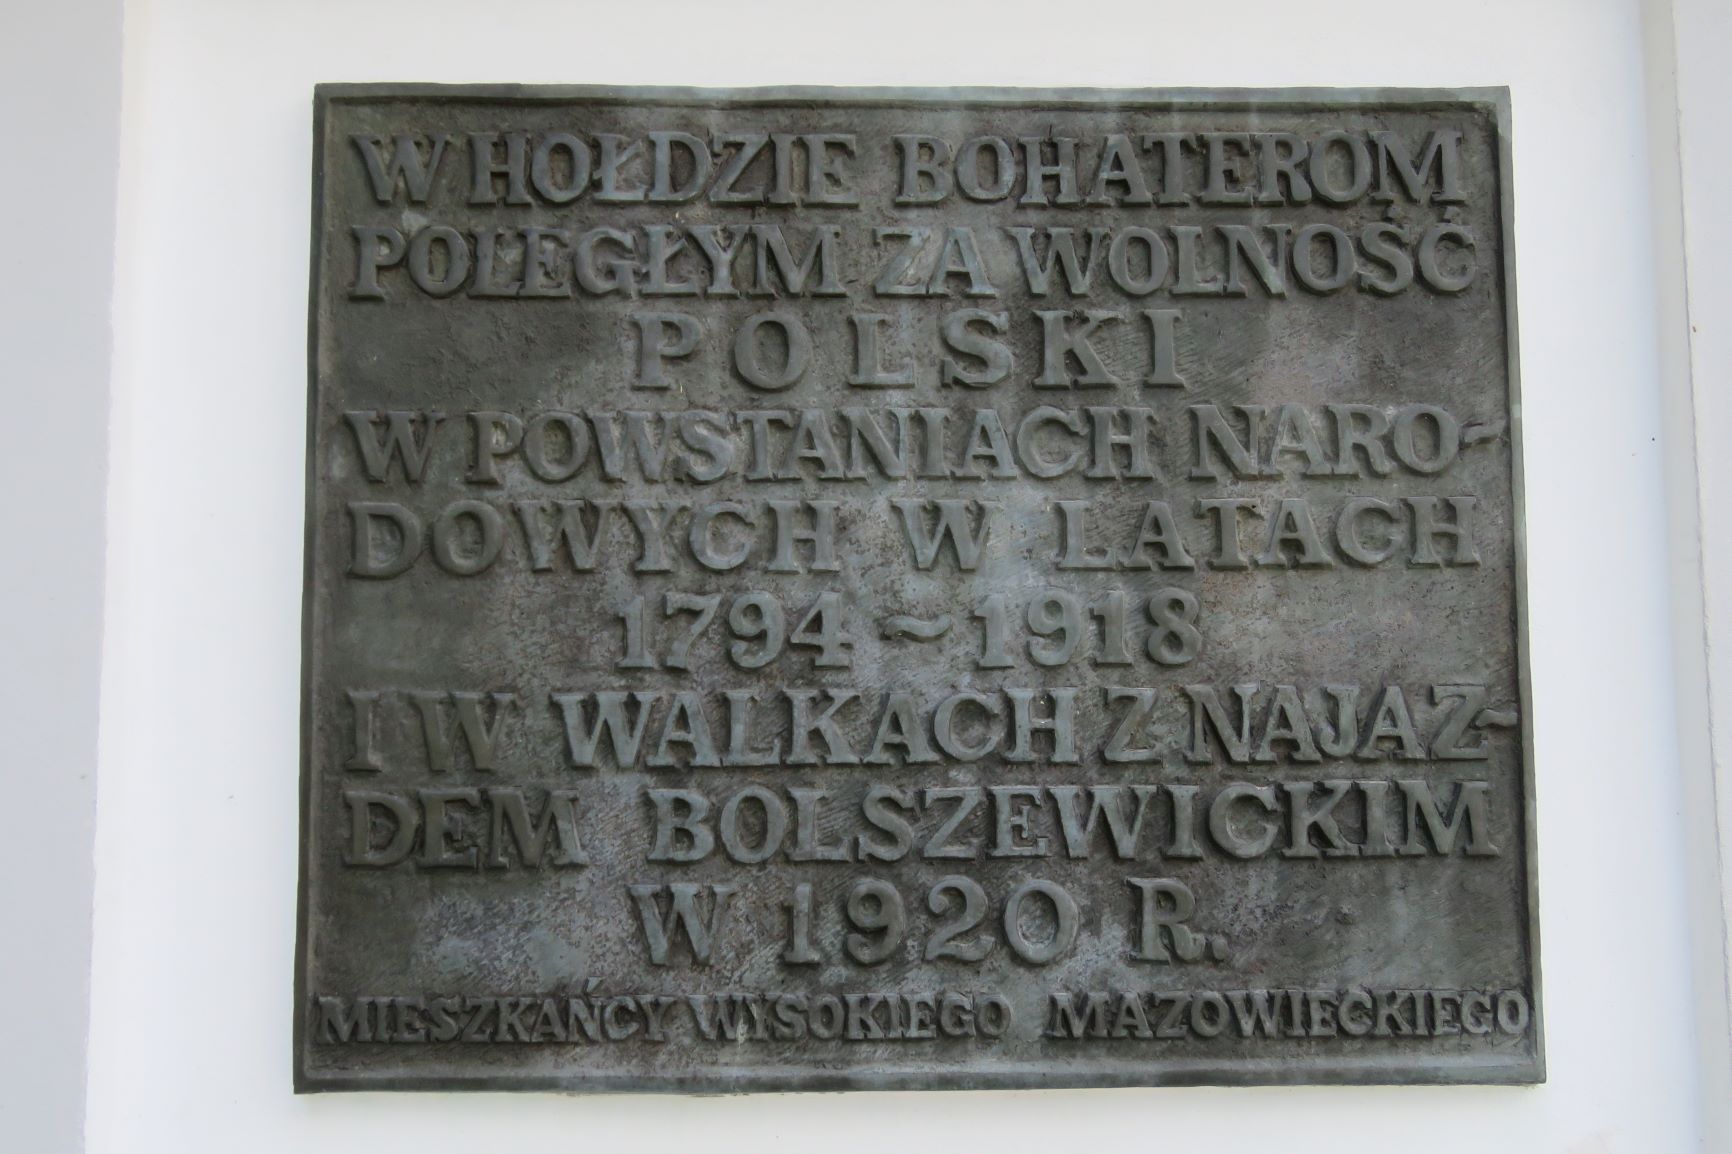 W HOŁDZIE BOHATEROM
POLEGŁYM ZA WOLNOŚĆ
POLSKI
W POWSTANIACH NARO-
DOWYCH W LATACH
1794~1918
I W WALKACH Z NAJAZ-
DEM BOLSZEWICKIM
W 1920 R.
MIESZKAŃCY WYSOKIEGO MAZOWIECKIEGO